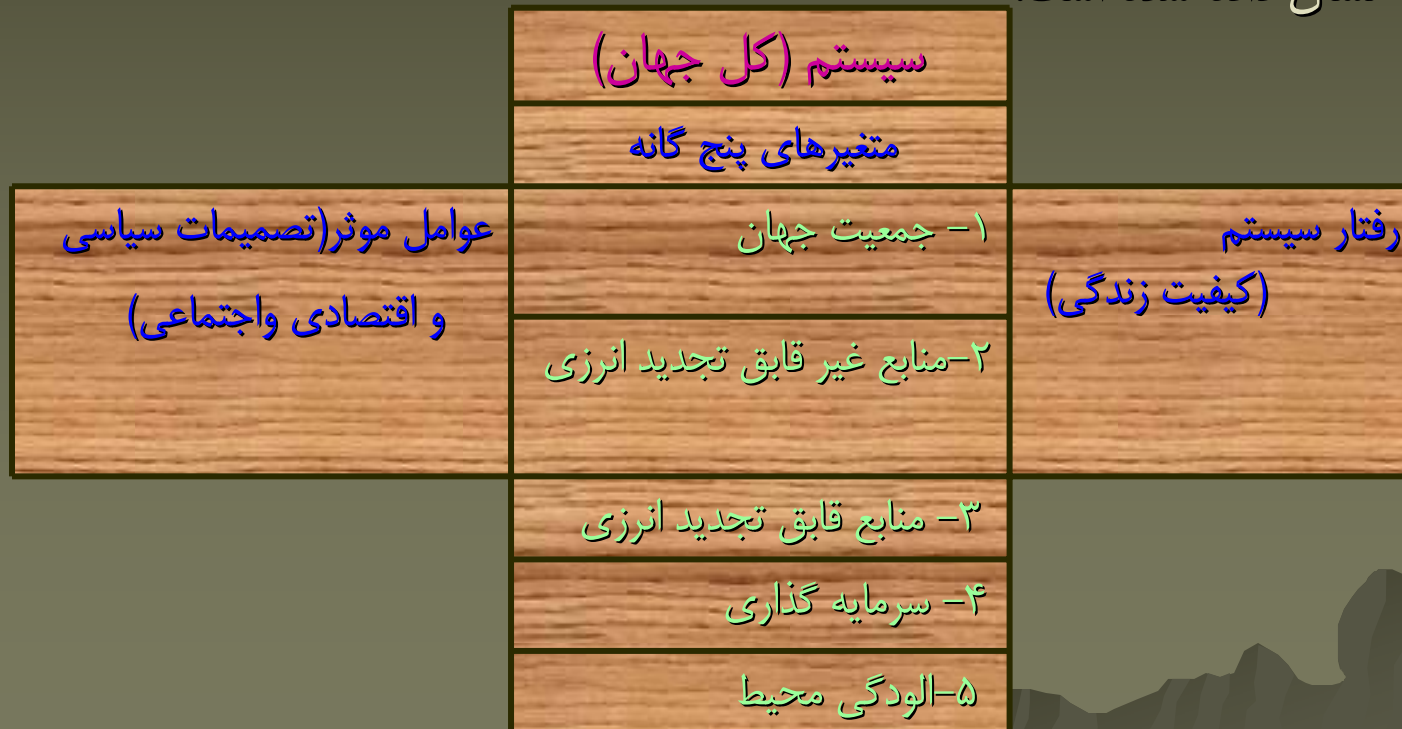 سیستم (کل جهان)
متغیرهای پنج گانه
رفتار سیستم
(کیفیت زندگی)
۱- جمعیت جهان
۲-منابع غیر قابق تجدید انرزی
عوامل موثر(تصمیمات سیاسی
و اقتصادی واجتماعی)
۳- منابع قابق تجدید انرزی
۴- سرمایه گذاری
۵-الودگی محیط